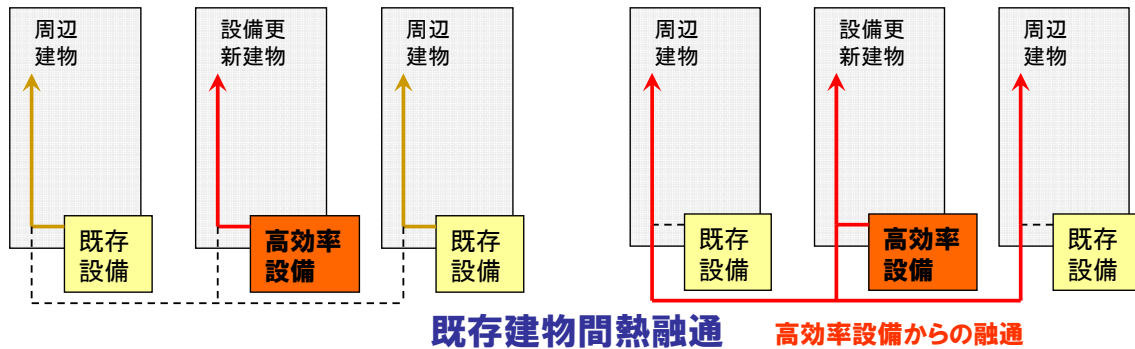 周辺
建物
設備更
新建物
周辺
建物
既存
設備
高効率
設備
既存
設備
周辺
建物
設備更
新建物
周辺
建物
既存
設備
高効率
設備
既存
設備
既存建物間熱融通
高効率設備からの融通